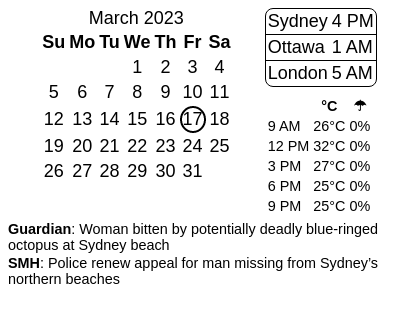 March 2023
Su Mo Tu We Th Fr Sa
1 2 3 4
5 6 7 8 9 10 11
12 13 14 15 16 17 18
19 20 21 22 23 24 25
26 27 28 29 30 31
Sydney 4 PM
Ottawa 1 AM
London 5 AM
°C ☂
9 AM 26°C 0%
12 PM 32°C 0%
3 PM 27°C 0%
6 PM 25°C 0%
9 PM 25°C 0%
Guardian: Woman bitten by potentially deadly blue-ringed
octopus at Sydney beach
SMH: Police renew appeal for man missing from Sydney’s
northern beaches